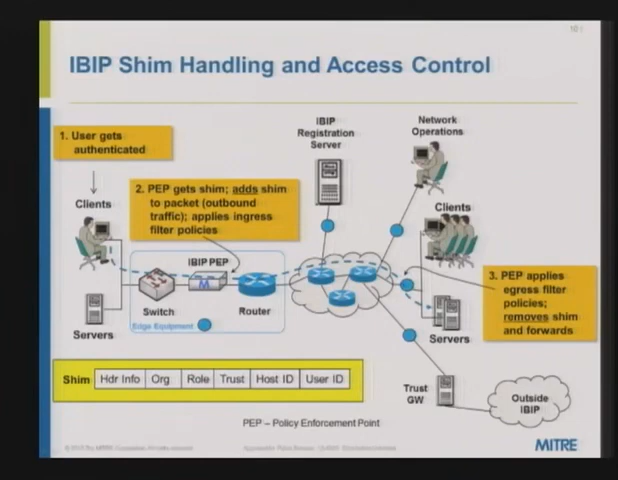 IBIP Shim Handling and Access Control
1. User gets
authenticated
Clients
Servers
2. PEP gets shim; adds shim
to packet (outbound
traffic); applies ingress
filter policies
IBIP
Registration
Server
Network
Operations
Clients
IBIP PEP
M
Switch
Router
Edge Equipment
3. PEP applies
egress filter
policies;
removes shim
and forwards
Servers
Shim Hdr Info Org Role Trust Host ID User ID
Trust
GW
Outside
IBIP
PEP – Policy Enforcement Point
MITRE